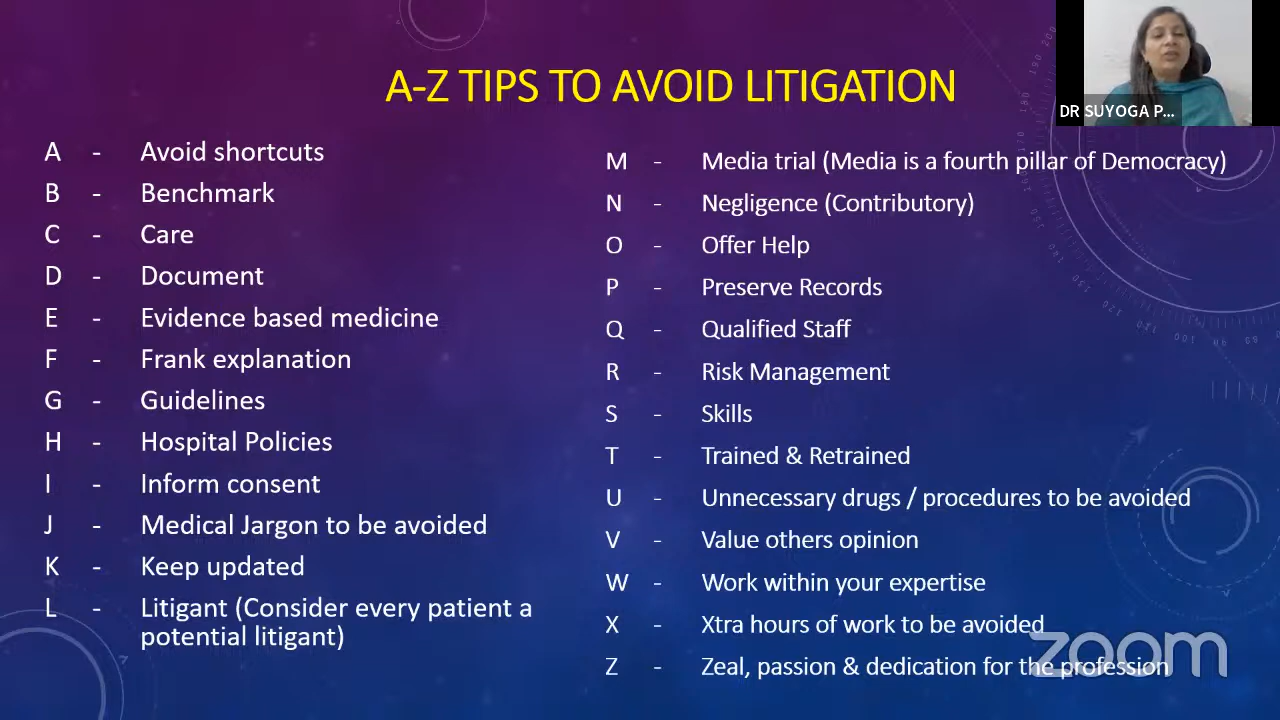 A-Z TIPS TO AVOID LITIGATION
DR SUYOGA P...
A - Avoid shortcuts
B - Benchmark
C - Care
D - Document
E - Evidence based medicine
F - Frank explanation
G - Guidelines
H - Hospital Policies
I - Inform consent
J - Medical Jargon to be avoided
K - Keep updated
L - Litigant (Consider every patient a
potential litigant)
M - Media trial (Media is a fourth pillar of Democracy)
N - Negligence (Contributory)
O - Offer Help
P - Preserve Records
Q - Qualified Staff
R - Risk Management
S - Skills
T - Trained & Retrained
U - Unnecessary drugs / procedures to be avoided
V - Value others opinion
W - Work within your expertise
X - Xtra hours of work to be avoided
Z - Zeal, passion & dedication for the profession
zoom